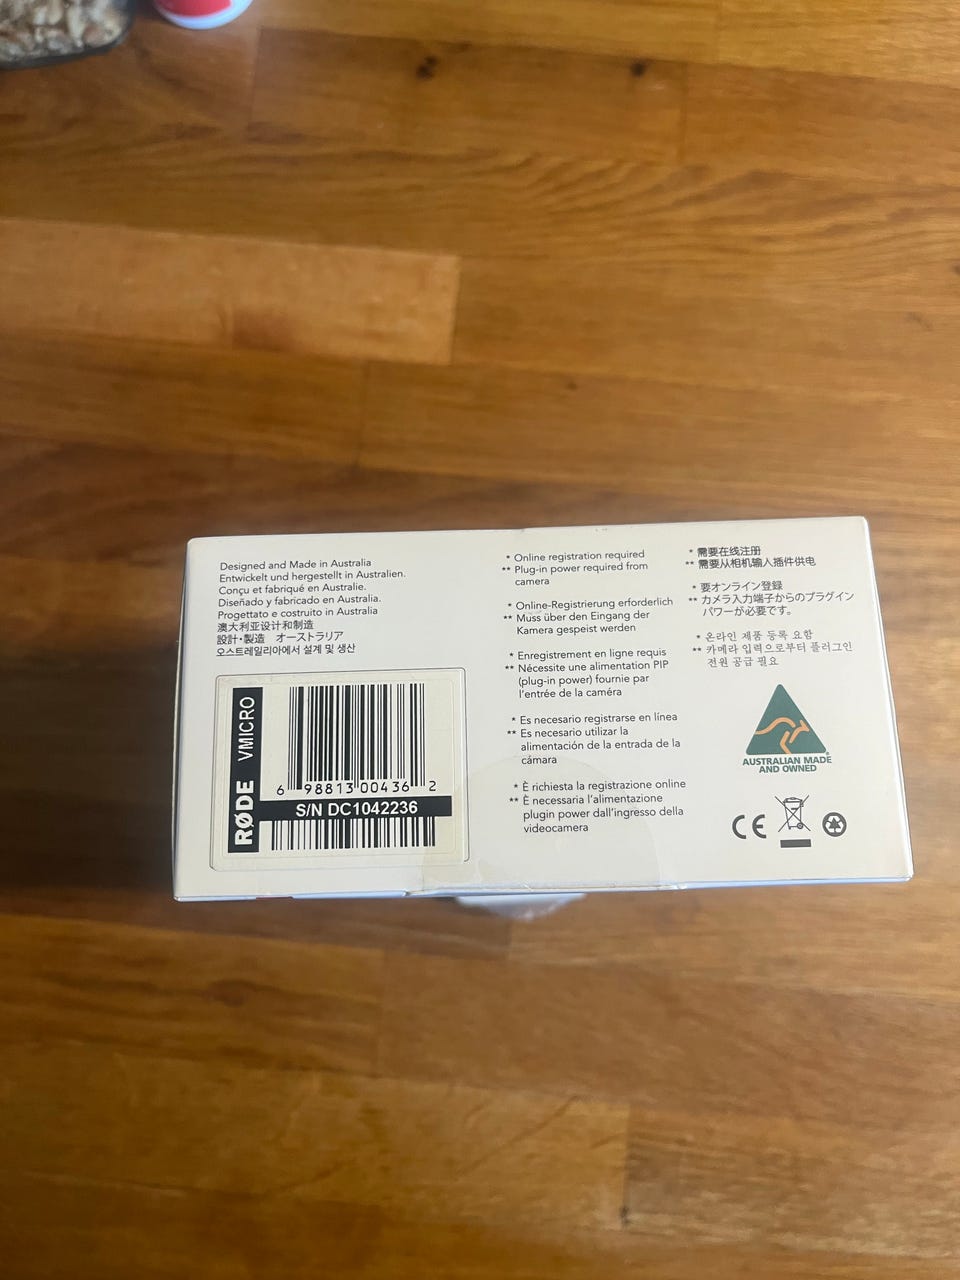 Designed and Made in Australia
Entwickelt und hergestellt in Australien.
Conçu et fabriqué en Australie.
Diseñado y fabricado en Australia.
Progettato e costruito in Australia
澳大利亚设计和制造
設計・製造 オーストラリア
오스트레일리아에서 설계 및 생산
RØDE VMICRO
6 98813 00436 2
S/N DC1042236
* Online registration required
** Plug-in power required from
camera
* Online-Registrierung erforderlich
** Muss über den Eingang der
Kamera gespeist werden
* Enregistrement en ligne requis
** Nécessite une alimentation PIP
(plug-in power) fournie par
l'entrée de la caméra
* Es necesario registrarse en línea
** Es necesario utilizar la
alimentación de la entrada de la
cámara
* È richiesta la registrazione online
** È necessaria l'alimentazione
plugin power dall'ingresso della
videocamera
* 需要在线注册
** 需要从相机输入插件供电
* 要オンライン登録
** カメラ入力端子からのプラグイン
パワーが必要です。
* 온라인 제품 등록 요함
** 카메라 입력으로부터 플러그인
전원 공급 필요
AUSTRALIAN MADE
AND OWNED
CE